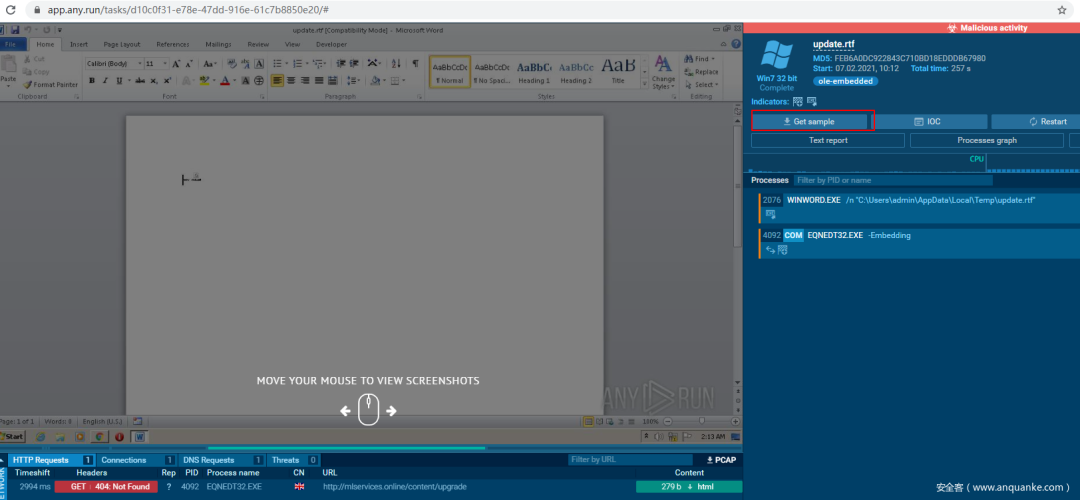 app.any.run/tasks/d10c0f31-e78e-47dd-916e-61c7b8850e20/#
update.rtf [Compatibility Mode] - Microsoft Word
File Home Insert Page Layout References Mailings Review View Developer
Cut
Copy
Paste
Format Painter
Clipboard
Calibri (Body) 11
Font
Paragraph
AaBbCcDc AaBbCcDc AaBbC AaBbCc AaB
¶ Normal ¶ No Spaci... Heading 1 Heading 2 Title
Change Styles
Styles
Find
Replace
Select
Editing
MOVE YOUR MOUSE TO VIEW SCREENSHOTS
ANY RUN
Page: 1 of 1 Words: English (U.S.) 100%
Start 2:13 AM
Malicious activity
Win7 32 bit
Complete
update.rtf
MD5: FEB6A0DC922843C710BD18EDDDB67980
Start: 07.02.2021, 10:12 Total time: 257 s
ole-embedded
Indicators:
Get sample IOC Restart
Text report Processes graph
CPU
Processes Filter by PID or name
2076 WINWORD.EXE /n "C:\Users\admin\AppData\Local\Temp\update.rtf"
4092 COM EQNEDT32.EXE -Embedding
HTTP Requests 1 Connections 1 DNS Requests 1 Threats 0 Filter by URL PCAP
Timeshift Headers Rep PID Process name CN URL Content
2994 ms GET 404: Not Found ? 4092 EQNEDT32.EXE http://mlservices.online/content/upgrade 279 b html
安全客（www.anquanke.com）